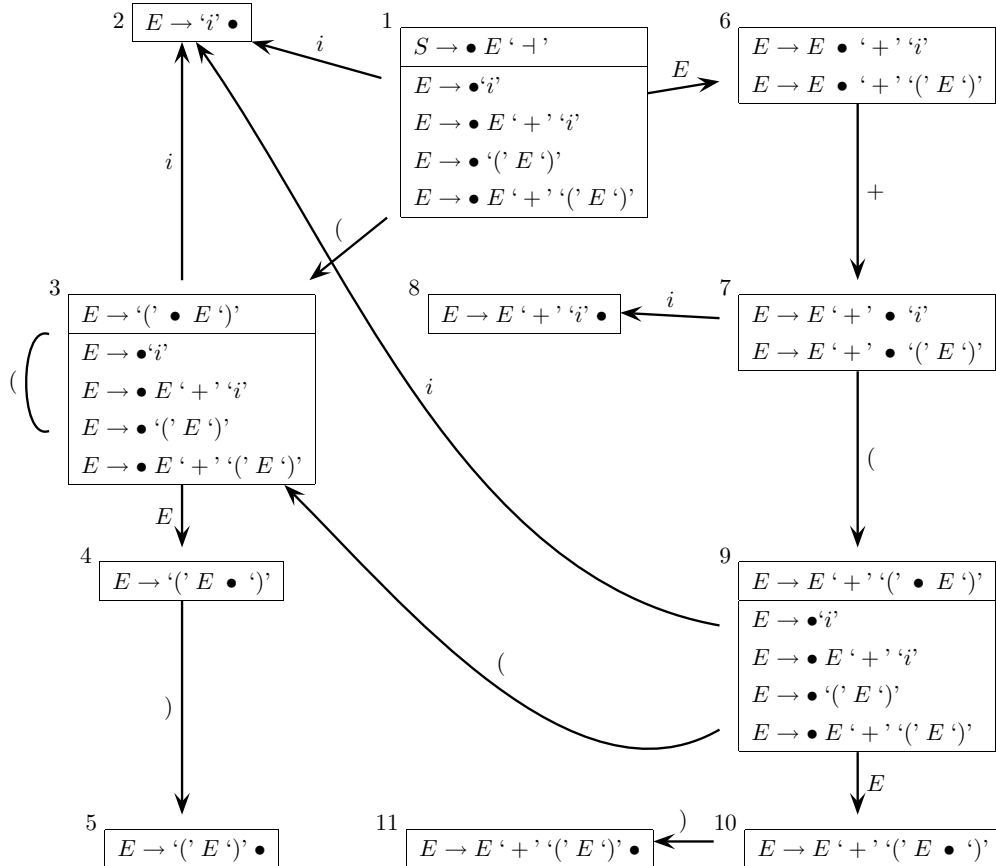 2
E → ‘i’ •
1
S → • E ‘ ⊣ ’
E → •‘i’
E → • E ‘ + ’ ‘i’
E → • ‘(’ E ‘)’
E → • E ‘ + ’ ‘(’ E ‘)’
6
E → E • ‘ + ’ ‘i’
E → E • ‘ + ’ ‘(’ E ‘)’
i
E
i
(
+
3
E → ‘(’ • E ‘)’
E → •‘i’
E → • E ‘ + ’ ‘i’
E → • ‘(’ E ‘)’
E → • E ‘ + ’ ‘(’ E ‘)’
(
8
E → E ‘ + ’ ‘i’ •
i
7
E → E ‘ + ’ • ‘i’
E → E ‘ + ’ • ‘(’ E ‘)’
i
(
E
4
E → ‘(’ E • ‘)’
9
E → E ‘ + ’ ‘(’ • E ‘)’
E → •‘i’
E → • E ‘ + ’ ‘i’
E → • ‘(’ E ‘)’
E → • E ‘ + ’ ‘(’ E ‘)’
(
)
E
5
E → ‘(’ E ‘)’ •
11
E → E ‘ + ’ ‘(’ E ‘)’ •
)
10
E → E ‘ + ’ ‘(’ E • ‘)’